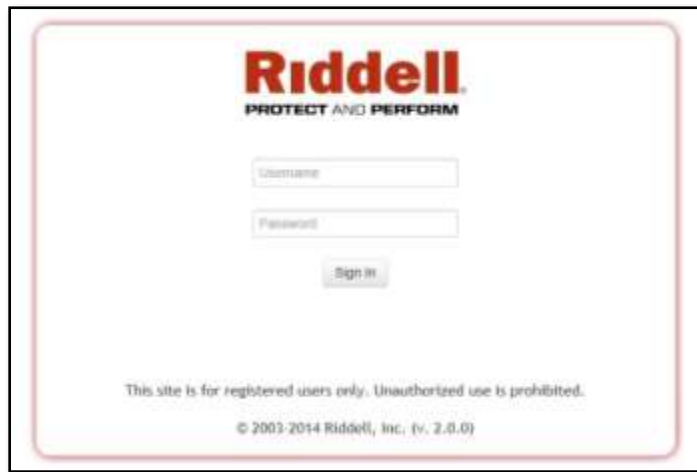 Riddell®
PROTECT AND PERFORM
Username
Password
Sign In
This site is for registered users only. Unauthorized use is prohibited.
© 2003-2014 Riddell, Inc. (v. 2.0.0)